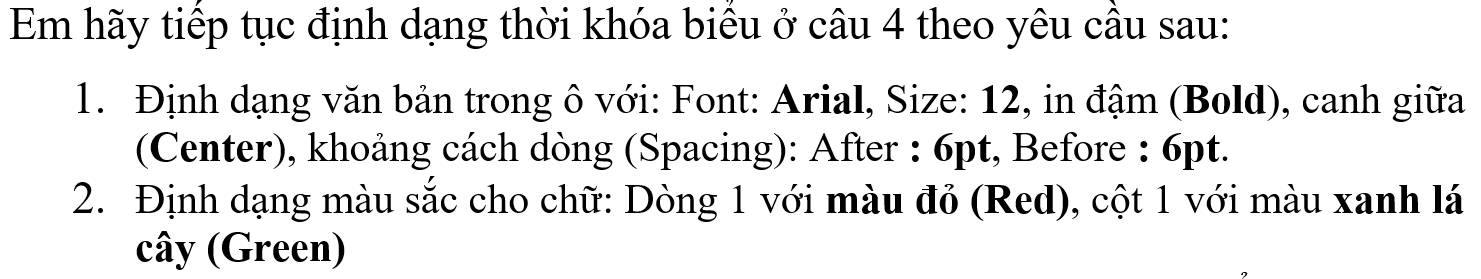 Em hãy tiếp tục định dạng thời khóa biểu ở câu 4 theo yêu cầu sau:
1. Định dạng văn bản trong ô với: Font: Arial, Size: 12, in đậm (Bold), canh giữa
(Center), khoảng cách dòng (Spacing): After : 6pt, Before : 6pt.
2. Định dạng màu sắc cho chữ: Dòng 1 với màu đỏ (Red), cột 1 với màu xanh lá
cây (Green)